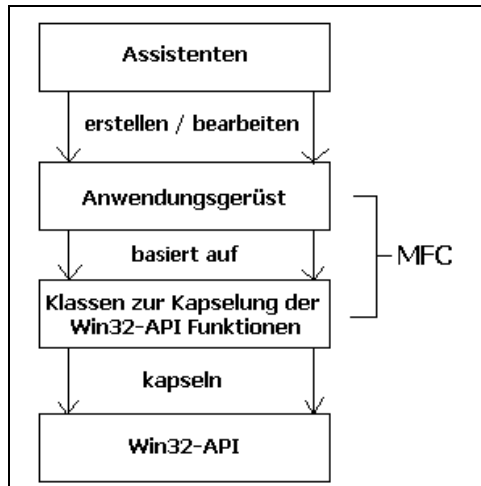 Assistenten
erstellen / bearbeiten
Anwendungsgerüst
basiert auf
MFC
Klassen zur Kapselung der
Win32-API Funktionen
kapseln
Win32-API